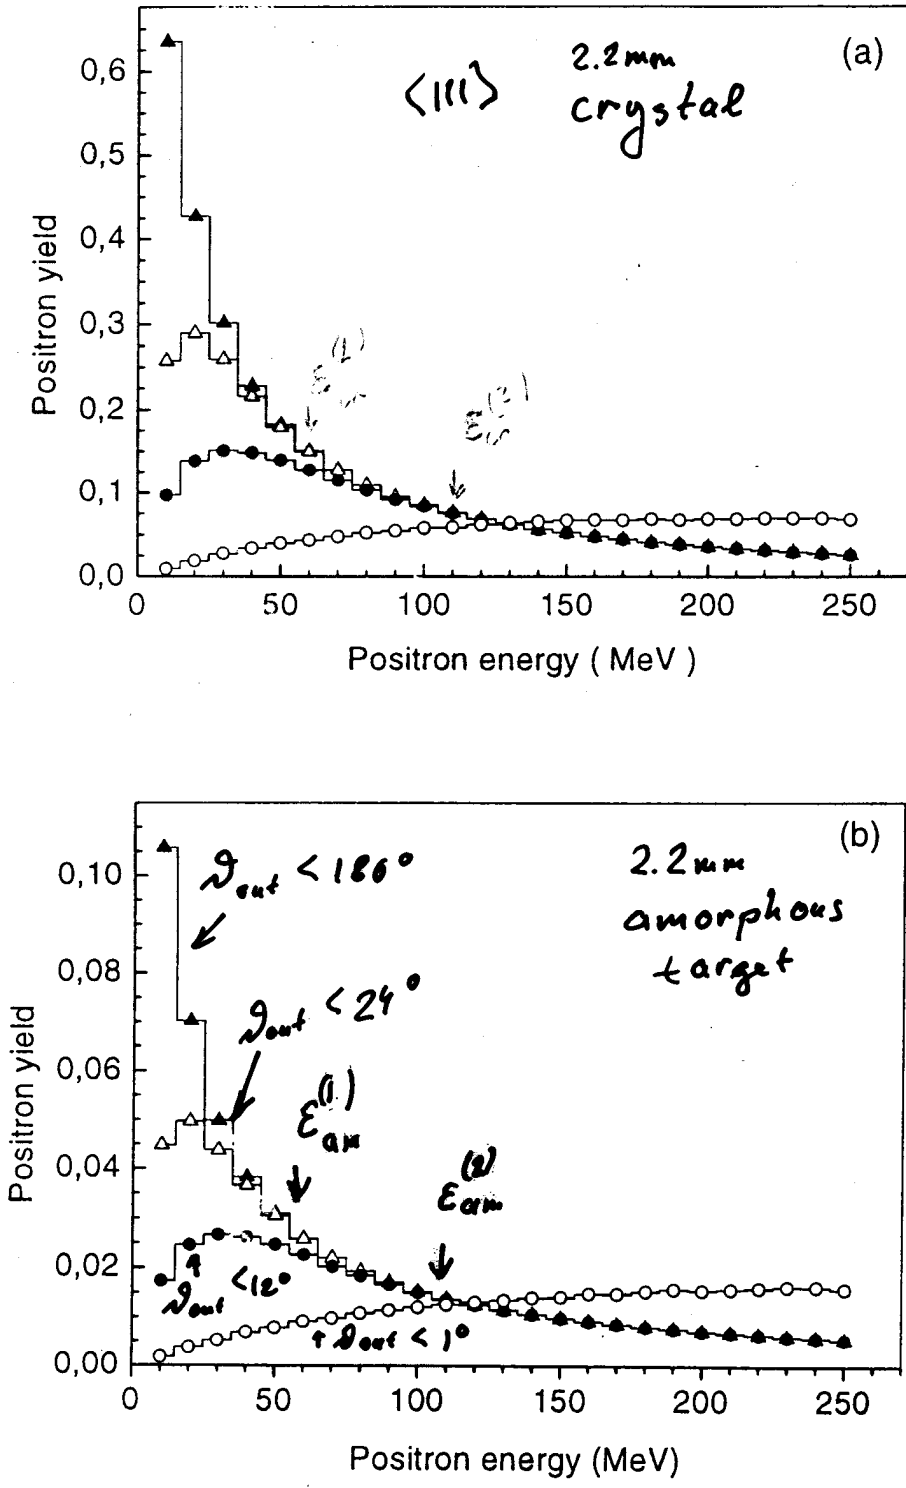 (a)
2.2mm
<111>
crystal
0,6
0,5
0,4
0,3
0,2
0,1
0,0
Positron yield
ε (1)
ε (2)
0 50 100 150 200 250
Positron energy ( MeV )
(b)
2.2mm
amorphous
target
ϑout < 180°
ϑout < 24°
ε am (1)
ε am (2)
ϑout < 12°
ϑout < 1°
0,10
0,08
0,06
0,04
0,02
0,00
Positron yield
0 50 100 150 200 250
Positron energy (MeV)